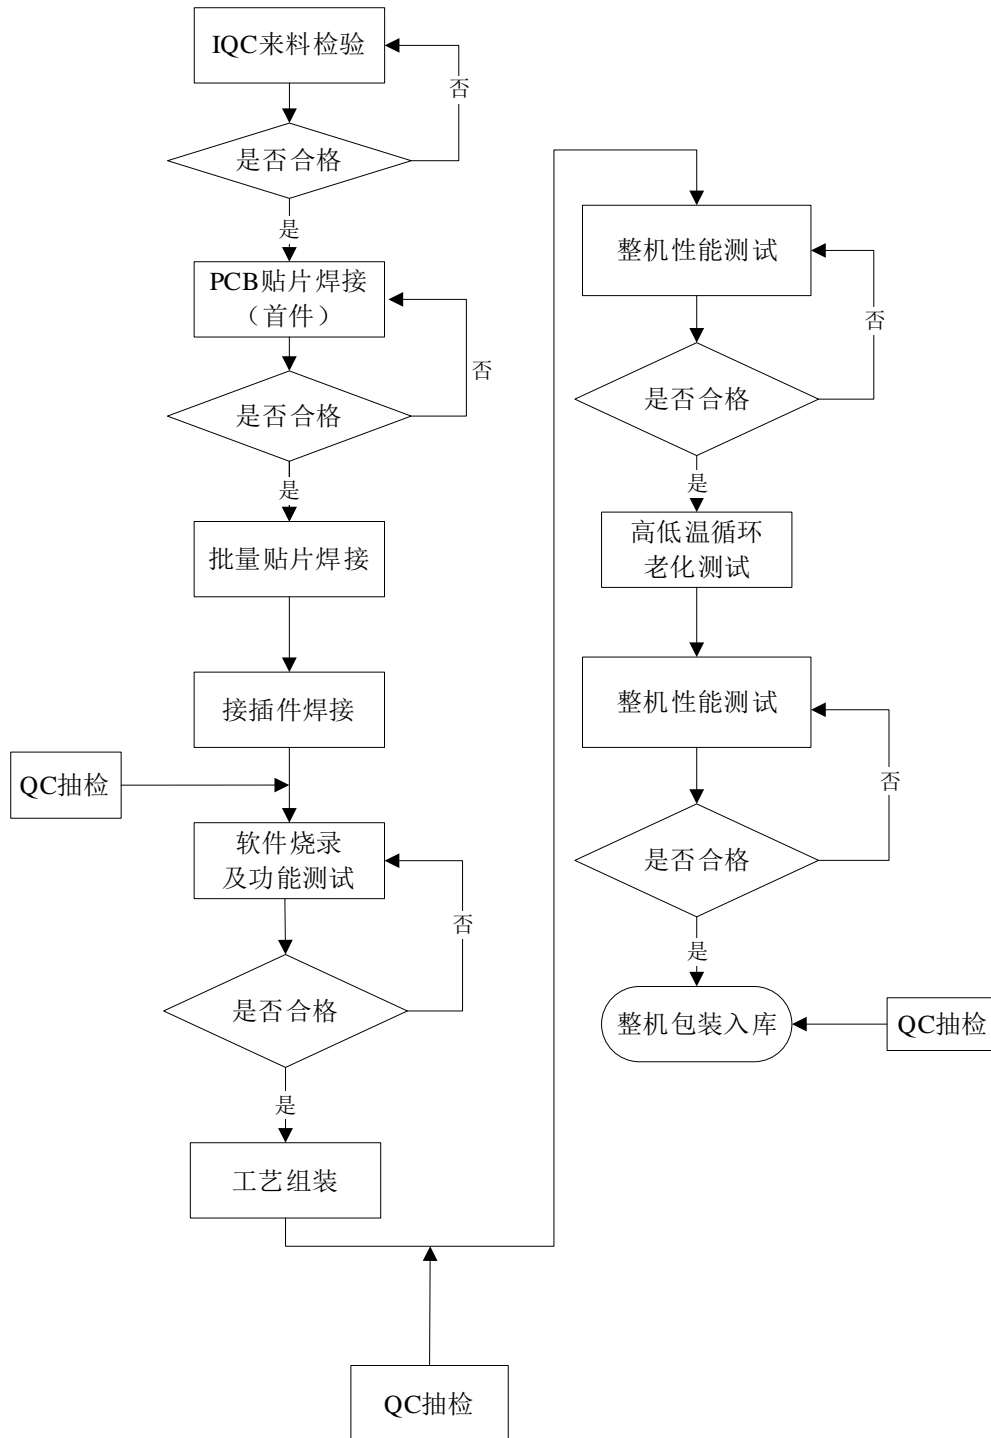 IQC来料检验
否
是否合格
是
PCB贴片焊接
（首件）
否
是否合格
是
批量贴片焊接
接插件焊接
QC抽检
软件烧录
及功能测试
否
是否合格
是
工艺组装
QC抽检
整机性能测试
否
是否合格
是
高低温循环
老化测试
整机性能测试
否
是否合格
是
整机包装入库
QC抽检